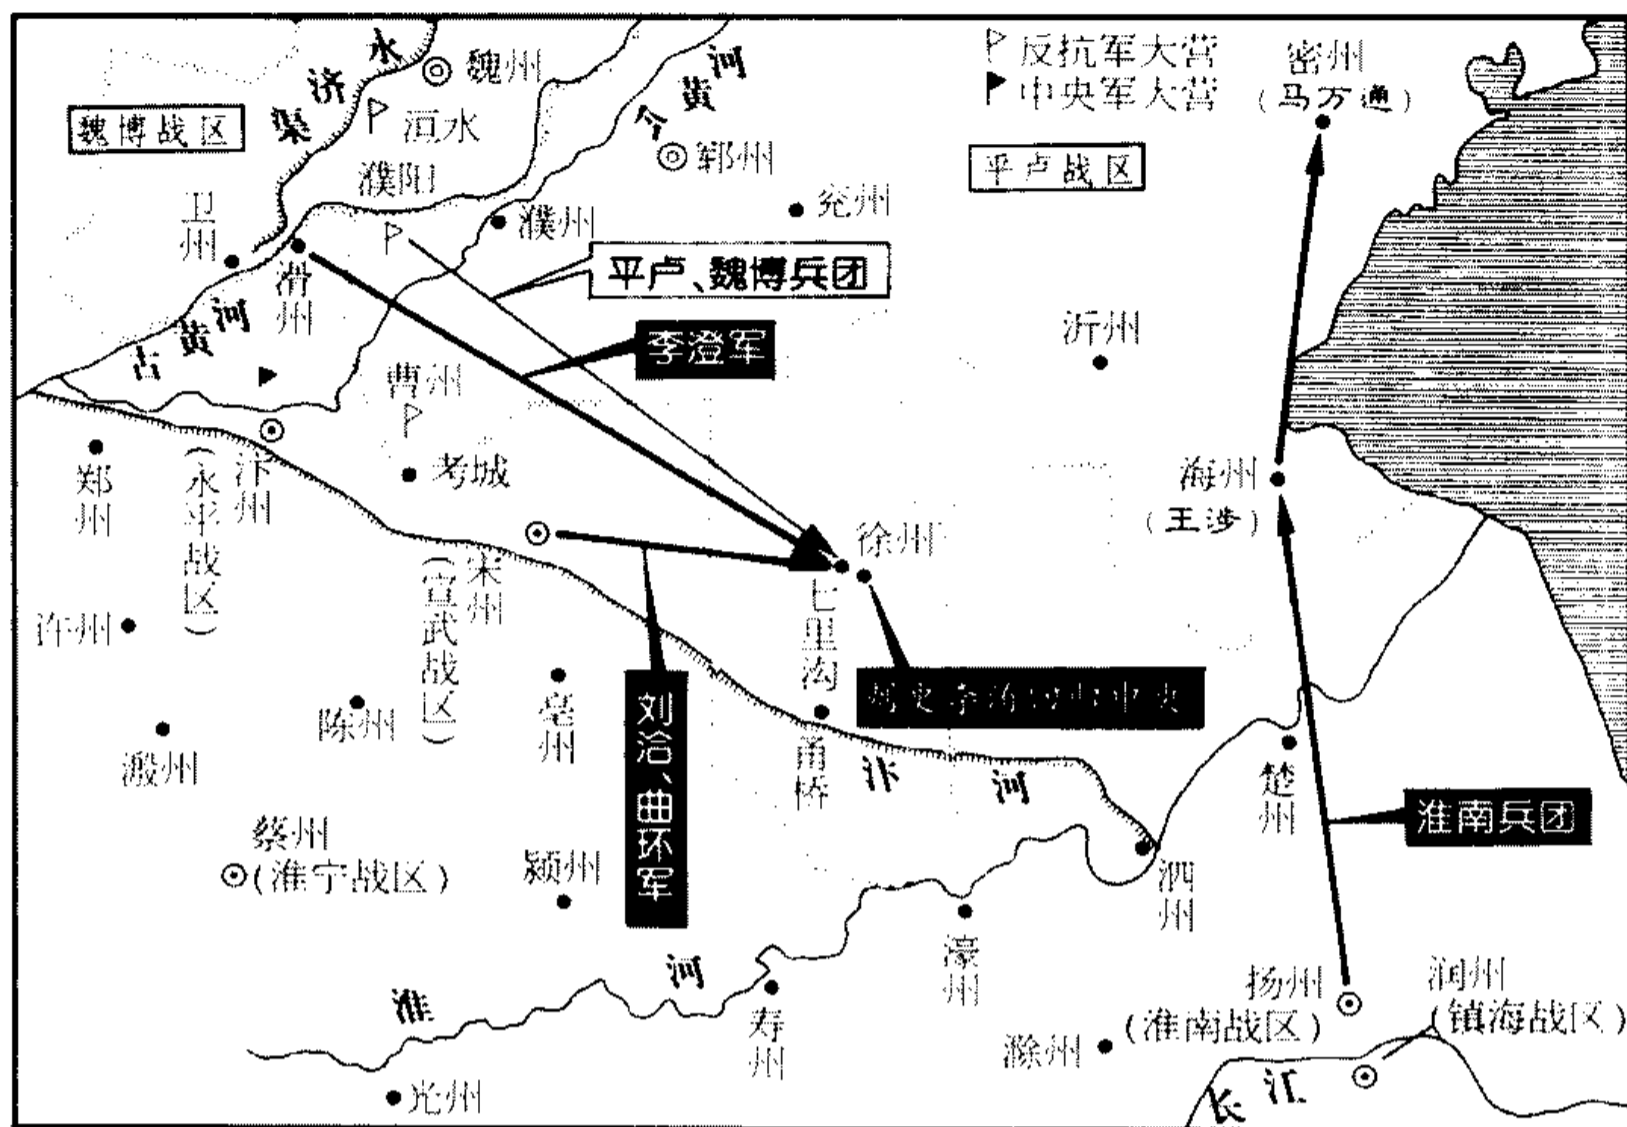 永济渠
魏州
洹水
魏博战区
濮阳
今黄河
郓州
反抗军大营
中央军大营
密州
(马万通)
平卢战区
卫州
滑州
濮州
兖州
平卢、魏博兵团
古黄河
李澄军
沂州
曹州
考城
郑州
汴州
(永平战区)
宋州
(宣武战区)
徐州
七里沟
海州
(王涉)
许州
陈州
亳州
刘洽、曲环军
甬桥
汴河
楚州
淮南兵团
蔡州
(淮宁战区)
颍州
泗州
濠州
淮河
寿州
扬州
(淮南战区)
润州
(镇海战区)
滁州
光州
长江